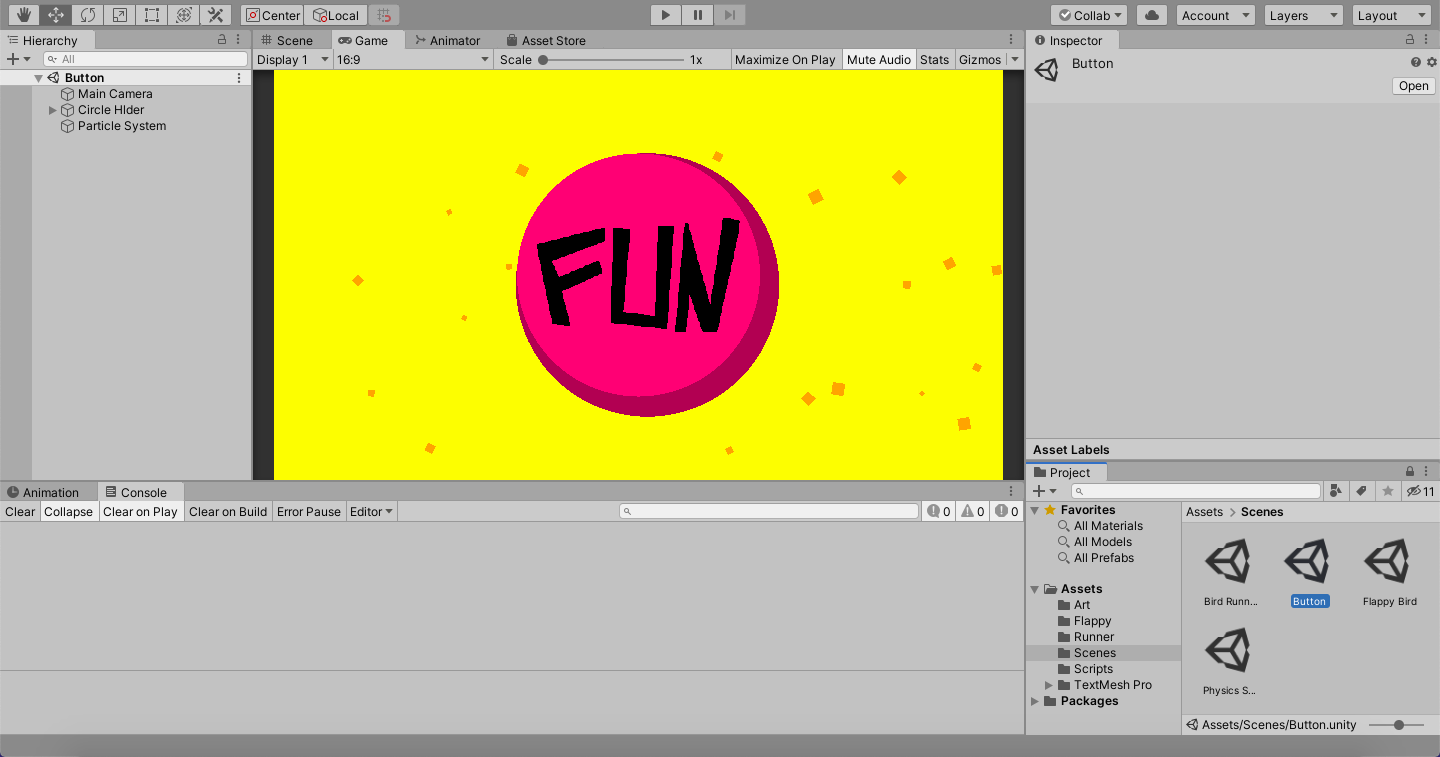 Center Local Collab Account Layers Layout
Hierarchy
All
Button
Main Camera
Circle Hlder
Particle System
Scene Game Animator Asset Store
Display 1 16:9 Scale 1x Maximize On Play Mute Audio Stats Gizmos
FUN
Inspector
Button
Open
Asset Labels
Animation Console
Clear Collapse Clear on Play Clear on Build Error Pause Editor 0 0 0
Project
11
Favorites
All Materials
All Models
All Prefabs
Assets
Art
Flappy
Runner
Scenes
Scripts
TextMesh Pro
Packages
Assets > Scenes
Bird Runn... Button Flappy Bird
Physics S...
Assets/Scenes/Button.unity